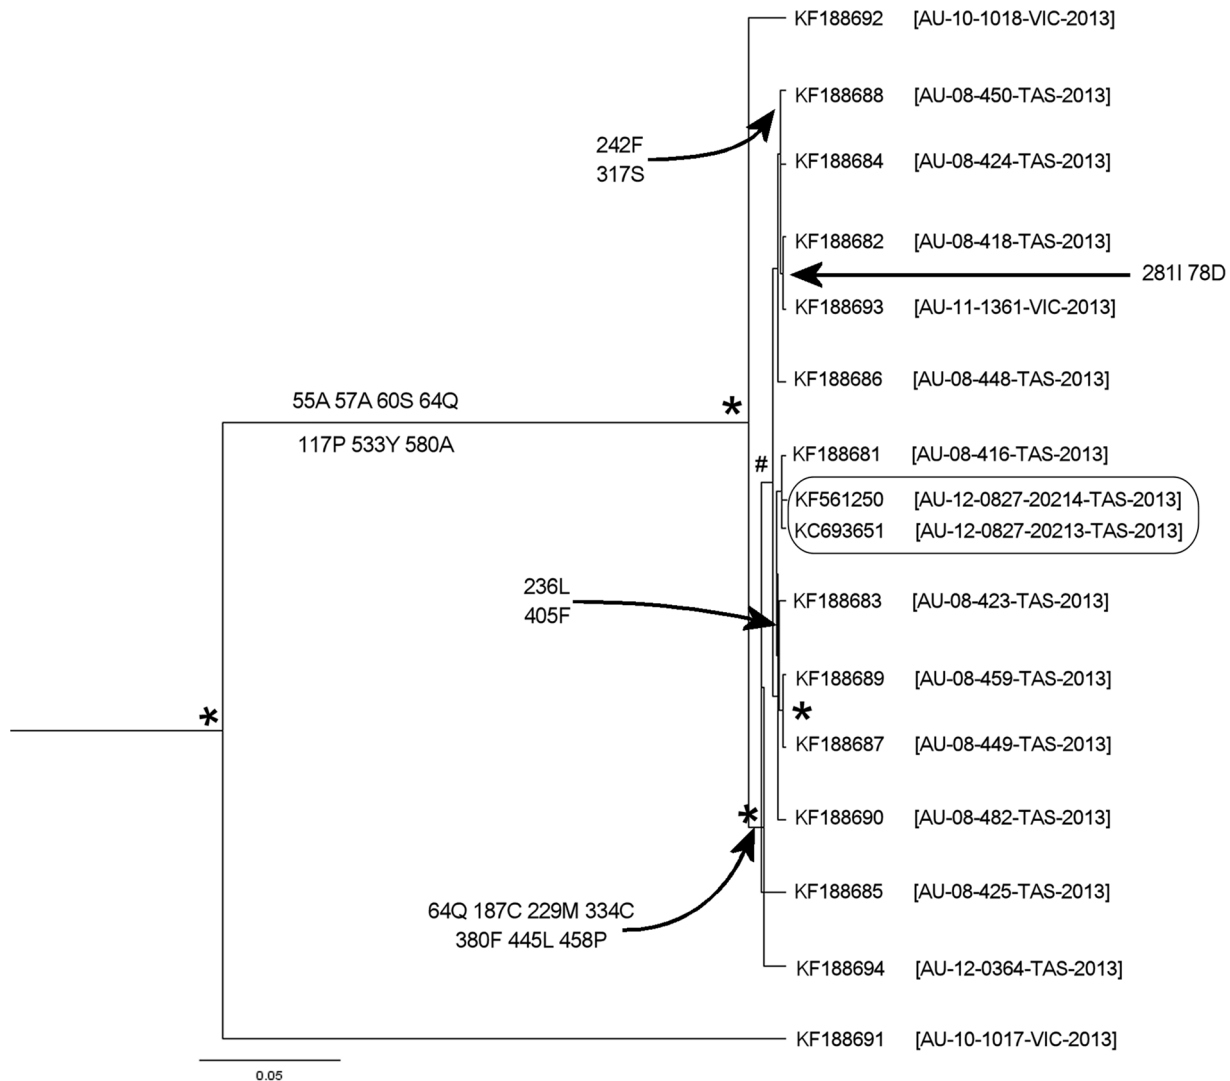 KF188692 [AU-10-1018-VIC-2013]
KF188688 [AU-08-450-TAS-2013]
242F
317S
KF188684 [AU-08-424-TAS-2013]
KF188682 [AU-08-418-TAS-2013]
281I 78D
KF188693 [AU-11-1361-VIC-2013]
KF188686 [AU-08-448-TAS-2013]
55A 57A 60S 64Q
*
117P 533Y 580A
KF188681 [AU-08-416-TAS-2013]
#
KF561250 [AU-12-0827-20214-TAS-2013]
KC693651 [AU-12-0827-20213-TAS-2013]
236L
405F
KF188683 [AU-08-423-TAS-2013]
KF188689 [AU-08-459-TAS-2013]
*
*
KF188687 [AU-08-449-TAS-2013]
*
KF188690 [AU-08-482-TAS-2013]
KF188685 [AU-08-425-TAS-2013]
64Q 187C 229M 334C
380F 445L 458P
KF188694 [AU-12-0364-TAS-2013]
KF188691 [AU-10-1017-VIC-2013]
0.05